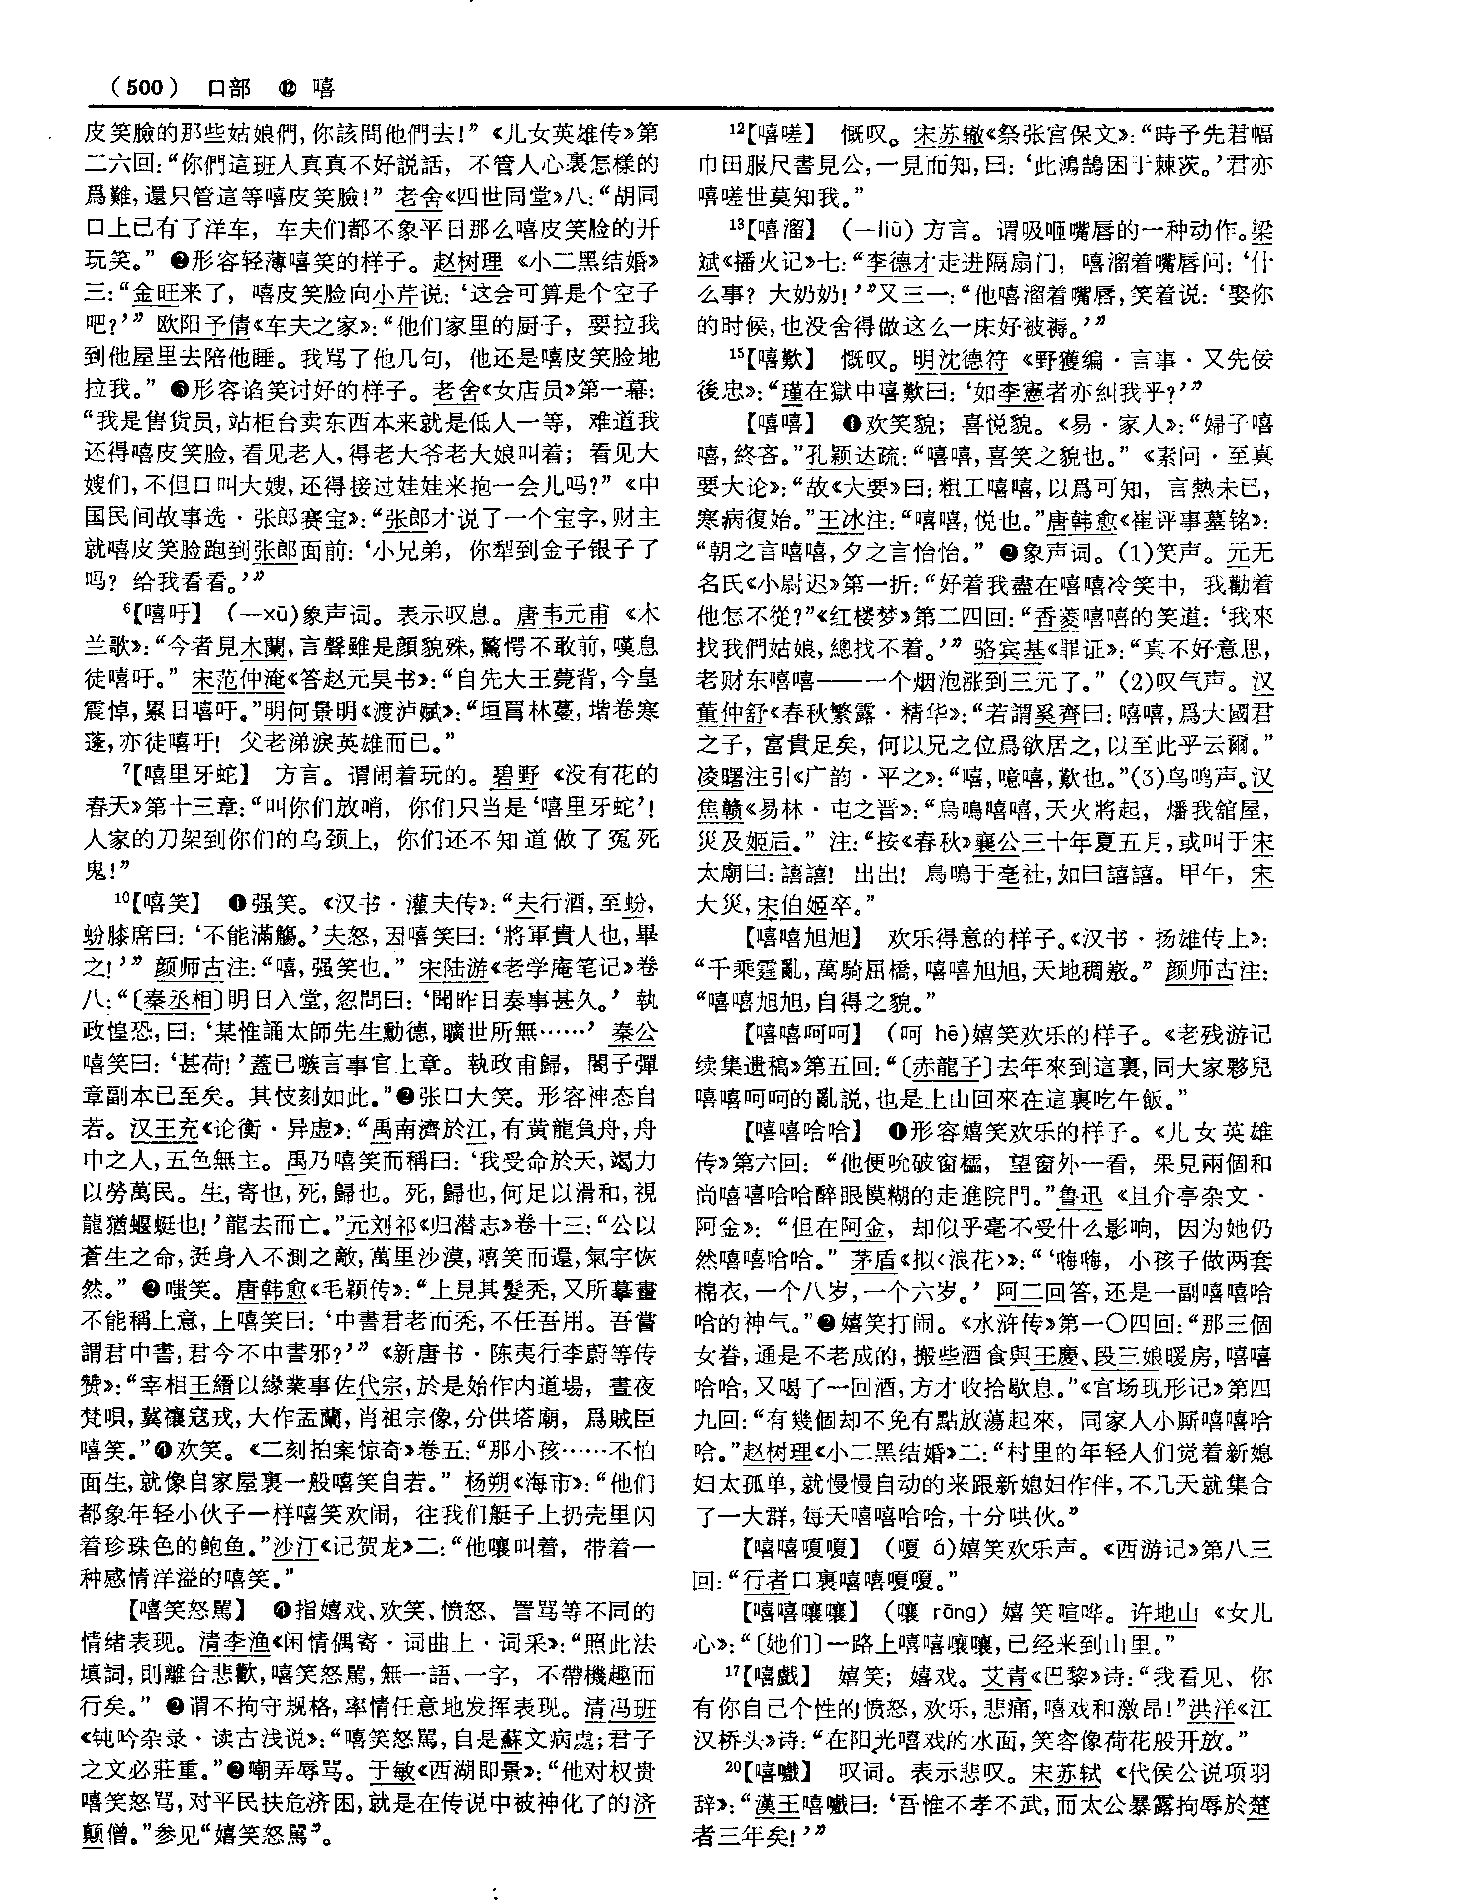 （500） 口部 ⑫ 嘻
皮笑臉的那些姑娘們，你該問他們去！”《儿女英雄传》第
二六回：“你們這班人真真不好説話， 不管人心裏怎樣的
爲難，還只管這等嘻皮笑臉！” 老舍《四世同堂》八：“胡同
口上已有了洋车， 车夫们都不象平日那么嘻皮笑脸的开
玩笑。” ❷形容轻薄嘻笑的样子。赵树理《小二黑结婚》
三：“金旺来了， 嘻皮笑脸向小芹说：‘这会可算是个空子
吧？’” 欧阳予倩《车夫之家》：“他们家里的厨子， 要拉我
到他屋里去陪他睡。我骂了他几句， 他还是嘻皮笑脸地
拉我。” ❸形容谄笑讨好的样子。老舍《女店员》第一幕：
“我是售货员，站柜台卖东西本来就是低人一等， 难道我
还得嘻皮笑脸，看见老人，得老大爷老大娘叫着；看见大
嫂们，不但口叫大嫂，还得接过娃娃来抱一会儿吗？”《中
国民间故事选·张郎赛宝》：“张郎才说了一个宝字，财主
就嘻皮笑脸跑到张郎面前：‘小兄弟， 你犁到金子银子了
吗？给我看看。’”
⁶【嘻吁】 （—xū）象声词。表示叹息。唐韦元甫《木
兰歌》：“今者見木蘭，言聲雖是顔貌殊，驚愕不敢前，嘆息
徒嘻吁。” 宋范仲淹《答赵元昊书》：“自先大王薨背，今皇
震悼，累日嘻吁。”明何景明《渡泸赋》：“垣罥林蔓，堦卷寒
蓬，亦徒嘻吁！父老涕淚英雄而已。”
⁷【嘻里牙蛇】 方言。谓闹着玩的。碧野《没有花的
春天》第十三章：“叫你们放哨， 你们只当是‘嘻里牙蛇’！
人家的刀架到你们的乌颈上， 你们还不知道做了冤死
鬼！”
¹⁰【嘻笑】 ❶强笑。《汉书·灌夫传》：“夫行酒，至蚡，
蚡膝席曰：‘不能滿觴。’夫怒，因嘻笑曰：‘將軍貴人也，畢
之！’” 颜师古注：“嘻，强笑也。” 宋陆游《老学庵笔记》卷
八：“〔秦丞相〕明日入堂，忽問曰：‘聞昨日奏事甚久。’ 執
政惶恐，曰：‘某惟誦太師先生勳德，曠世所無……’ 秦公
嘻笑曰：‘甚荷！’蓋已嗾言事官上章。執政甫歸， 閤子彈
章副本已至矣。其忮刻如此。”❷张口大笑。形容神态自
若。汉王充《论衡·异虚》：“禹南濟於江，有黄龍負舟，舟
中之人，五色無主。禹乃嘻笑而稱曰：‘我受命於天，竭力
以勞萬民。生，寄也，死，歸也。死，歸也，何足以滑和，視
龍猶蝘蜓也！’龍去而亡。”元刘祁《归潜志》卷十三：“公以
蒼生之命，挺身入不測之敵，萬里沙漠，嘻笑而還，氣宇恢
然。” ❸嗤笑。唐韩愈《毛颖传》：“上見其髮秃，又所摹畫
不能稱上意，上嘻笑曰：‘中書君老而秃，不任吾用。吾嘗
謂君中書，君今不中書邪？’”《新唐书·陈夷行李蔚等传
赞》：“宰相王縉以緣業事佐代宗，於是始作内道場， 晝夜
梵唄，冀禳寇戎，大作盂蘭，肖祖宗像，分供塔廟， 爲賊臣
嘻笑。”❹欢笑。《二刻拍案惊奇》卷五：“那小孩……不怕
面生，就像自家屋裏一般嘻笑自若。” 杨朔《海市》：“他们
都象年轻小伙子一样嘻笑欢闹， 往我们艇子上扔壳里闪
着珍珠色的鲍鱼。”沙汀《记贺龙》二：“他嚷叫着， 带着一
种感情洋溢的嘻笑。”
【嘻笑怒駡】 ❶指嬉戏、欢笑、愤怒、詈骂等不同的
情绪表现。清李渔《闲情偶寄·词曲上·词采》：“照此法
填詞，則離合悲歡，嘻笑怒駡，無一語、一字， 不帶機趣而
行矣。” ❷谓不拘守规格，率情任意地发挥表现。清冯班
《钝吟杂录·读古浅说》：“嘻笑怒駡，自是蘇文病處；君子
之文必莊重。”❸嘲弄辱骂。于敏《西湖即景》：“他对权贵
嘻笑怒骂，对平民扶危济困，就是在传说中被神化了的济
颠僧。”参见“嬉笑怒駡”。
¹²【嘻嗟】 慨叹。宋苏辙《祭张宫保文》：“時予先君幅
巾田服尺書見公，一見而知，曰：‘此鴻鵠困于棘茨。’君亦
嘻嗟世莫知我。”
¹³【嘻溜】 （—liū）方言。谓吸咂嘴唇的一种动作。梁
斌《播火记》七：“李德才走进隔扇门，嘻溜着嘴唇问：‘什
么事？大奶奶！’”又三一：“他嘻溜着嘴唇，笑着说：‘娶你
的时候，也没舍得做这么一床好被褥。’”
¹⁵【嘻歎】 慨叹。明沈德符《野獲编·言事·又先佞
後忠》：“瑾在獄中嘻歎曰：‘如李憲者亦糾我乎？’”
【嘻嘻】 ❶欢笑貌；喜悦貌。《易·家人》：“婦子嘻
嘻，終吝。”孔颖达疏：“嘻嘻，喜笑之貌也。”《素问·至真
要大论》：“故《大要》曰：粗工嘻嘻，以爲可知， 言熱未已，
寒病復始。”王冰注：“嘻嘻，悦也。”唐韩愈《崔评事墓铭》：
“朝之言嘻嘻，夕之言怡怡。” ❷象声词。（1）笑声。元无
名氏《小尉迟》第一折：“好着我盡在嘻嘻冷笑中， 我勸着
他怎不從？”《红楼梦》第二四回：“香菱嘻嘻的笑道：‘我來
找我們姑娘，總找不着。’” 骆宾基《罪证》：“真不好意思，
老财东嘻嘻——一个烟泡涨到三元了。”（2）叹气声。汉
董仲舒《春秋繁露·精华》：“若謂奚齊曰：嘻嘻，爲大國君
之子，富貴足矣，何以兄之位爲欲居之，以至此乎云爾。”
凌曙注引《广韵·平之》：“嘻，噫嘻，歎也。”（3）鸟鸣声。汉
焦赣《易林·屯之晋》：“鳥鳴嘻嘻，天火將起， 燔我館屋，
災及姬后。” 注：“按《春秋》襄公三十年夏五月，或叫于宋
太廟曰：譆譆！出出！鳥鳴于亳社，如曰譆譆。甲午， 宋
大災，宋伯姬卒。”
【嘻嘻旭旭】 欢乐得意的样子。《汉书·扬雄传上》：
“千乘霆亂，萬騎屈橋，嘻嘻旭旭，天地稠㟼。” 颜师古注：
“嘻嘻旭旭，自得之貌。”
【嘻嘻呵呵】 （呵 hē）嬉笑欢乐的样子。《老残游记
续集遗稿》第五回：“〔赤龍子〕去年來到這裏，同大家夥兒
嘻嘻呵呵的亂説，也是上山回來在這裏吃午飯。”
【嘻嘻哈哈】 ❶形容嬉笑欢乐的样子。《儿女英雄
传》第六回：“他便吮破窗櫺， 望窗外一看， 果見兩個和
尚嘻嘻哈哈醉眼模糊的走進院門。”鲁迅《且介亭杂文·
阿金》：“但在阿金，却似乎毫不受什么影响，因为她仍
然嘻嘻哈哈。” 茅盾《拟〈浪花〉》：“‘嗨嗨， 小孩子做两套
棉衣，一个八岁，一个六岁。’ 阿二回答，还是一副嘻嘻哈
哈的神气。”❷嬉笑打闹。《水浒传》第一〇四回：“那三個
女眷，通是不老成的，搬些酒食與王慶、段三娘暖房，嘻嘻
哈哈，又喝了一回酒，方才收拾歇息。”《官场现形记》第四
九回：“有幾個却不免有點放蕩起來， 同家人小厮嘻嘻哈
哈。”赵树理《小二黑结婚》二：“村里的年轻人们觉着新媳
妇太孤单，就慢慢自动的来跟新媳妇作伴，不几天就集合
了一大群，每天嘻嘻哈哈，十分哄伙。”
【嘻嘻嗄嗄】 （嗄 á）嬉笑欢乐声。《西游记》第八三
回：“行者口裏嘻嘻嗄嗄。”
【嘻嘻嚷嚷】 （嚷 rāng）嬉笑喧哗。许地山《女儿
心》：“〔她们〕一路上嘻嘻嚷嚷，已经来到山里。”
¹⁷【嘻戲】 嬉笑；嬉戏。艾青《巴黎》诗：“我看见、你
有你自己个性的愤怒，欢乐，悲痛，嘻戏和激昂！”洪洋《江
汉桥头》诗：“在阳光嘻戏的水面，笑容像荷花般开放。”
²⁰【嘻嚱】 叹词。表示悲叹。宋苏轼《代侯公说项羽
辞》：“漢王嘻嚱曰：‘吾惟不孝不武，而太公暴露拘辱於楚
者三年矣！’”